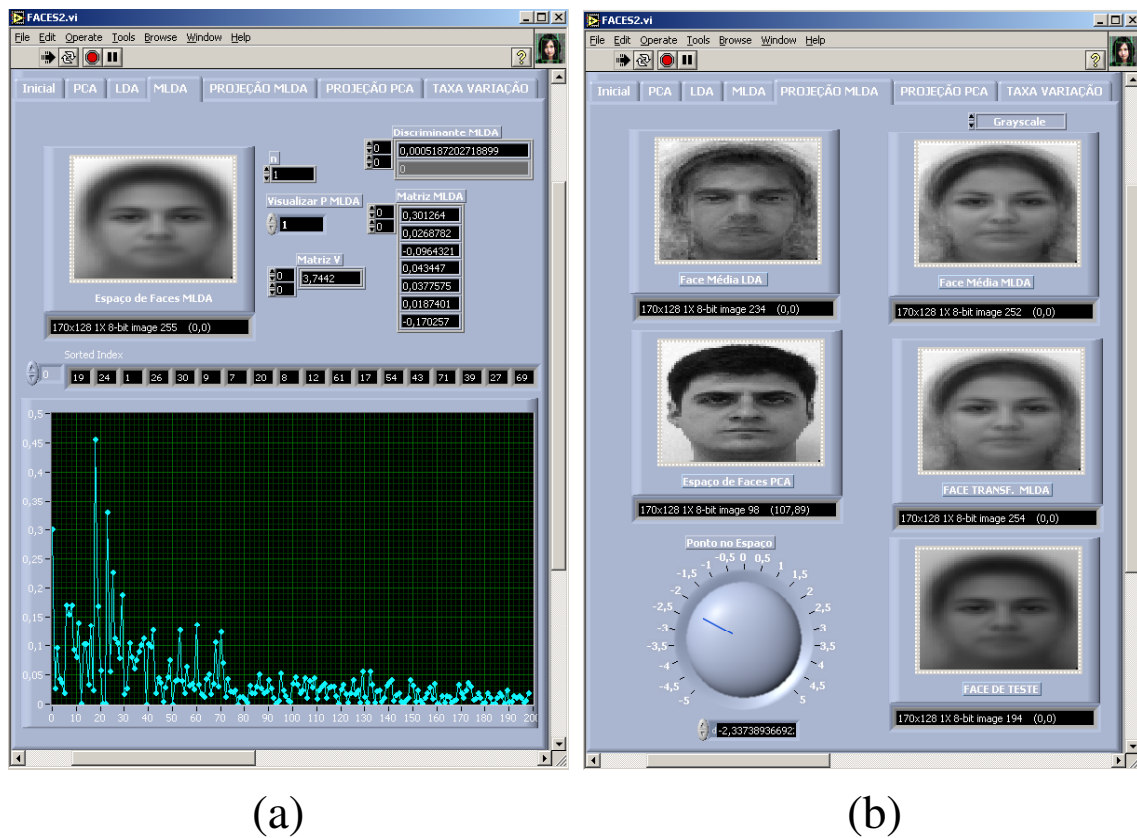 FACES2.vi
File Edit Operate Tools Browse Window Help
Inicial PCA LDA MLDA PROJEÇÃO MLDA PROJEÇÃO PCA TAXA VARIAÇÃO
Discriminante MLDA
0 0,0005187202718899
0 0
n
1
Visualizar P MLDA
1
Matriz MLDA
0 0,301264
0 0,0268782
-0,0964321
0,043447
0,0377575
0,0187401
-0,170257
Matriz V
0 3,7442
0
Espaço de Faces MLDA
170x128 1X 8-bit image 255 (0,0)
Sorted Index
0 19 24 1 26 30 9 7 20 8 12 61 17 54 43 71 39 27 69
0,5
0,45
0,4
0,35
0,3
0,25
0,2
0,15
0,1
0,05
0
0 10 20 30 40 50 60 70 80 90 100 110 120 130 140 150 160 170 180 190 200
(a)
FACES2.vi
File Edit Operate Tools Browse Window Help
Inicial PCA LDA MLDA PROJEÇÃO MLDA PROJEÇÃO PCA TAXA VARIAÇÃO
Grayscale
Face Média LDA
170x128 1X 8-bit image 234 (0,0)
Face Média MLDA
170x128 1X 8-bit image 252 (0,0)
Espaço de Faces PCA
170x128 1X 8-bit image 98 (107,89)
FACE TRANSF. MLDA
170x128 1X 8-bit image 254 (0,0)
Ponto no Espaço
-5 -4,5 -4 -3,5 -3 -2,5 -2 -1,5 -1 -0,5 0 0,5 1 1,5 2 2,5 3 3,5 4 4,5 5
d -2,33738936692
FACE DE TESTE
170x128 1X 8-bit image 194 (0,0)
(b)